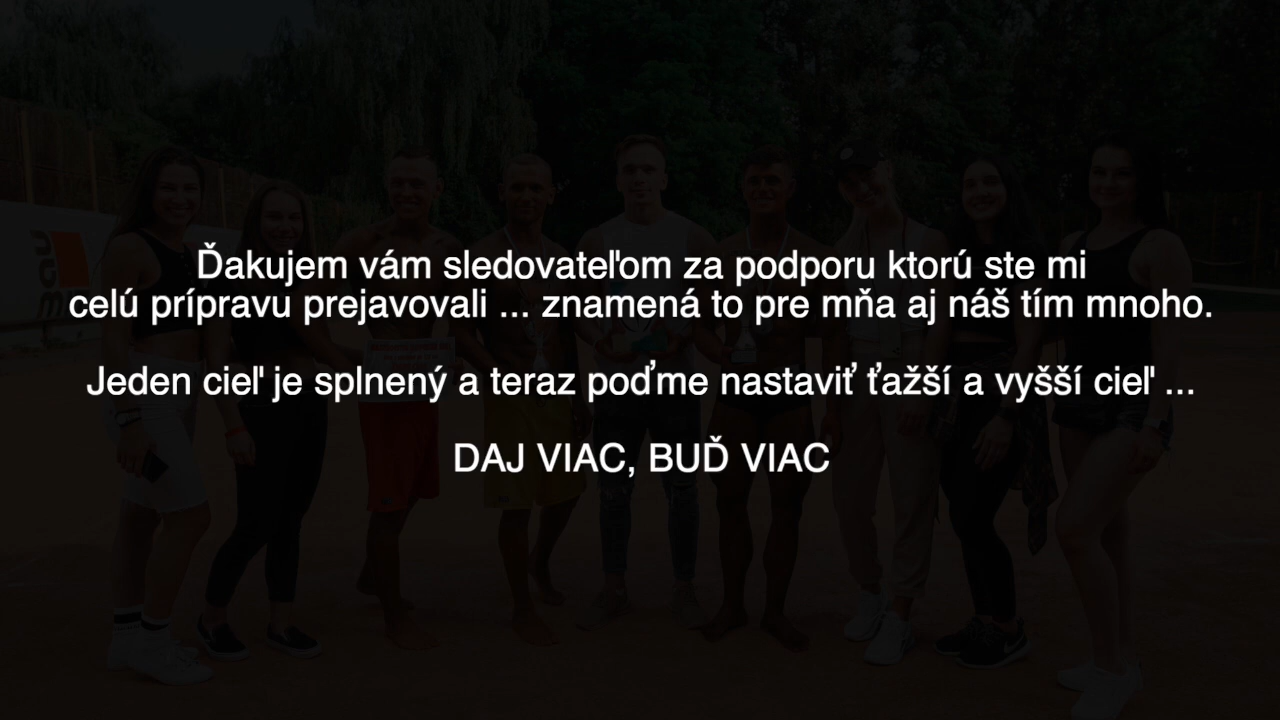 Ďakujem vám sledovateľom za podporu ktorú ste mi
celú prípravu prejavovali ... znamená to pre mňa aj náš tím mnoho.
Jeden cieľ je splnený a teraz poďme nastaviť ťažší a vyšší cieľ ...
DAJ VIAC, BUĎ VIAC